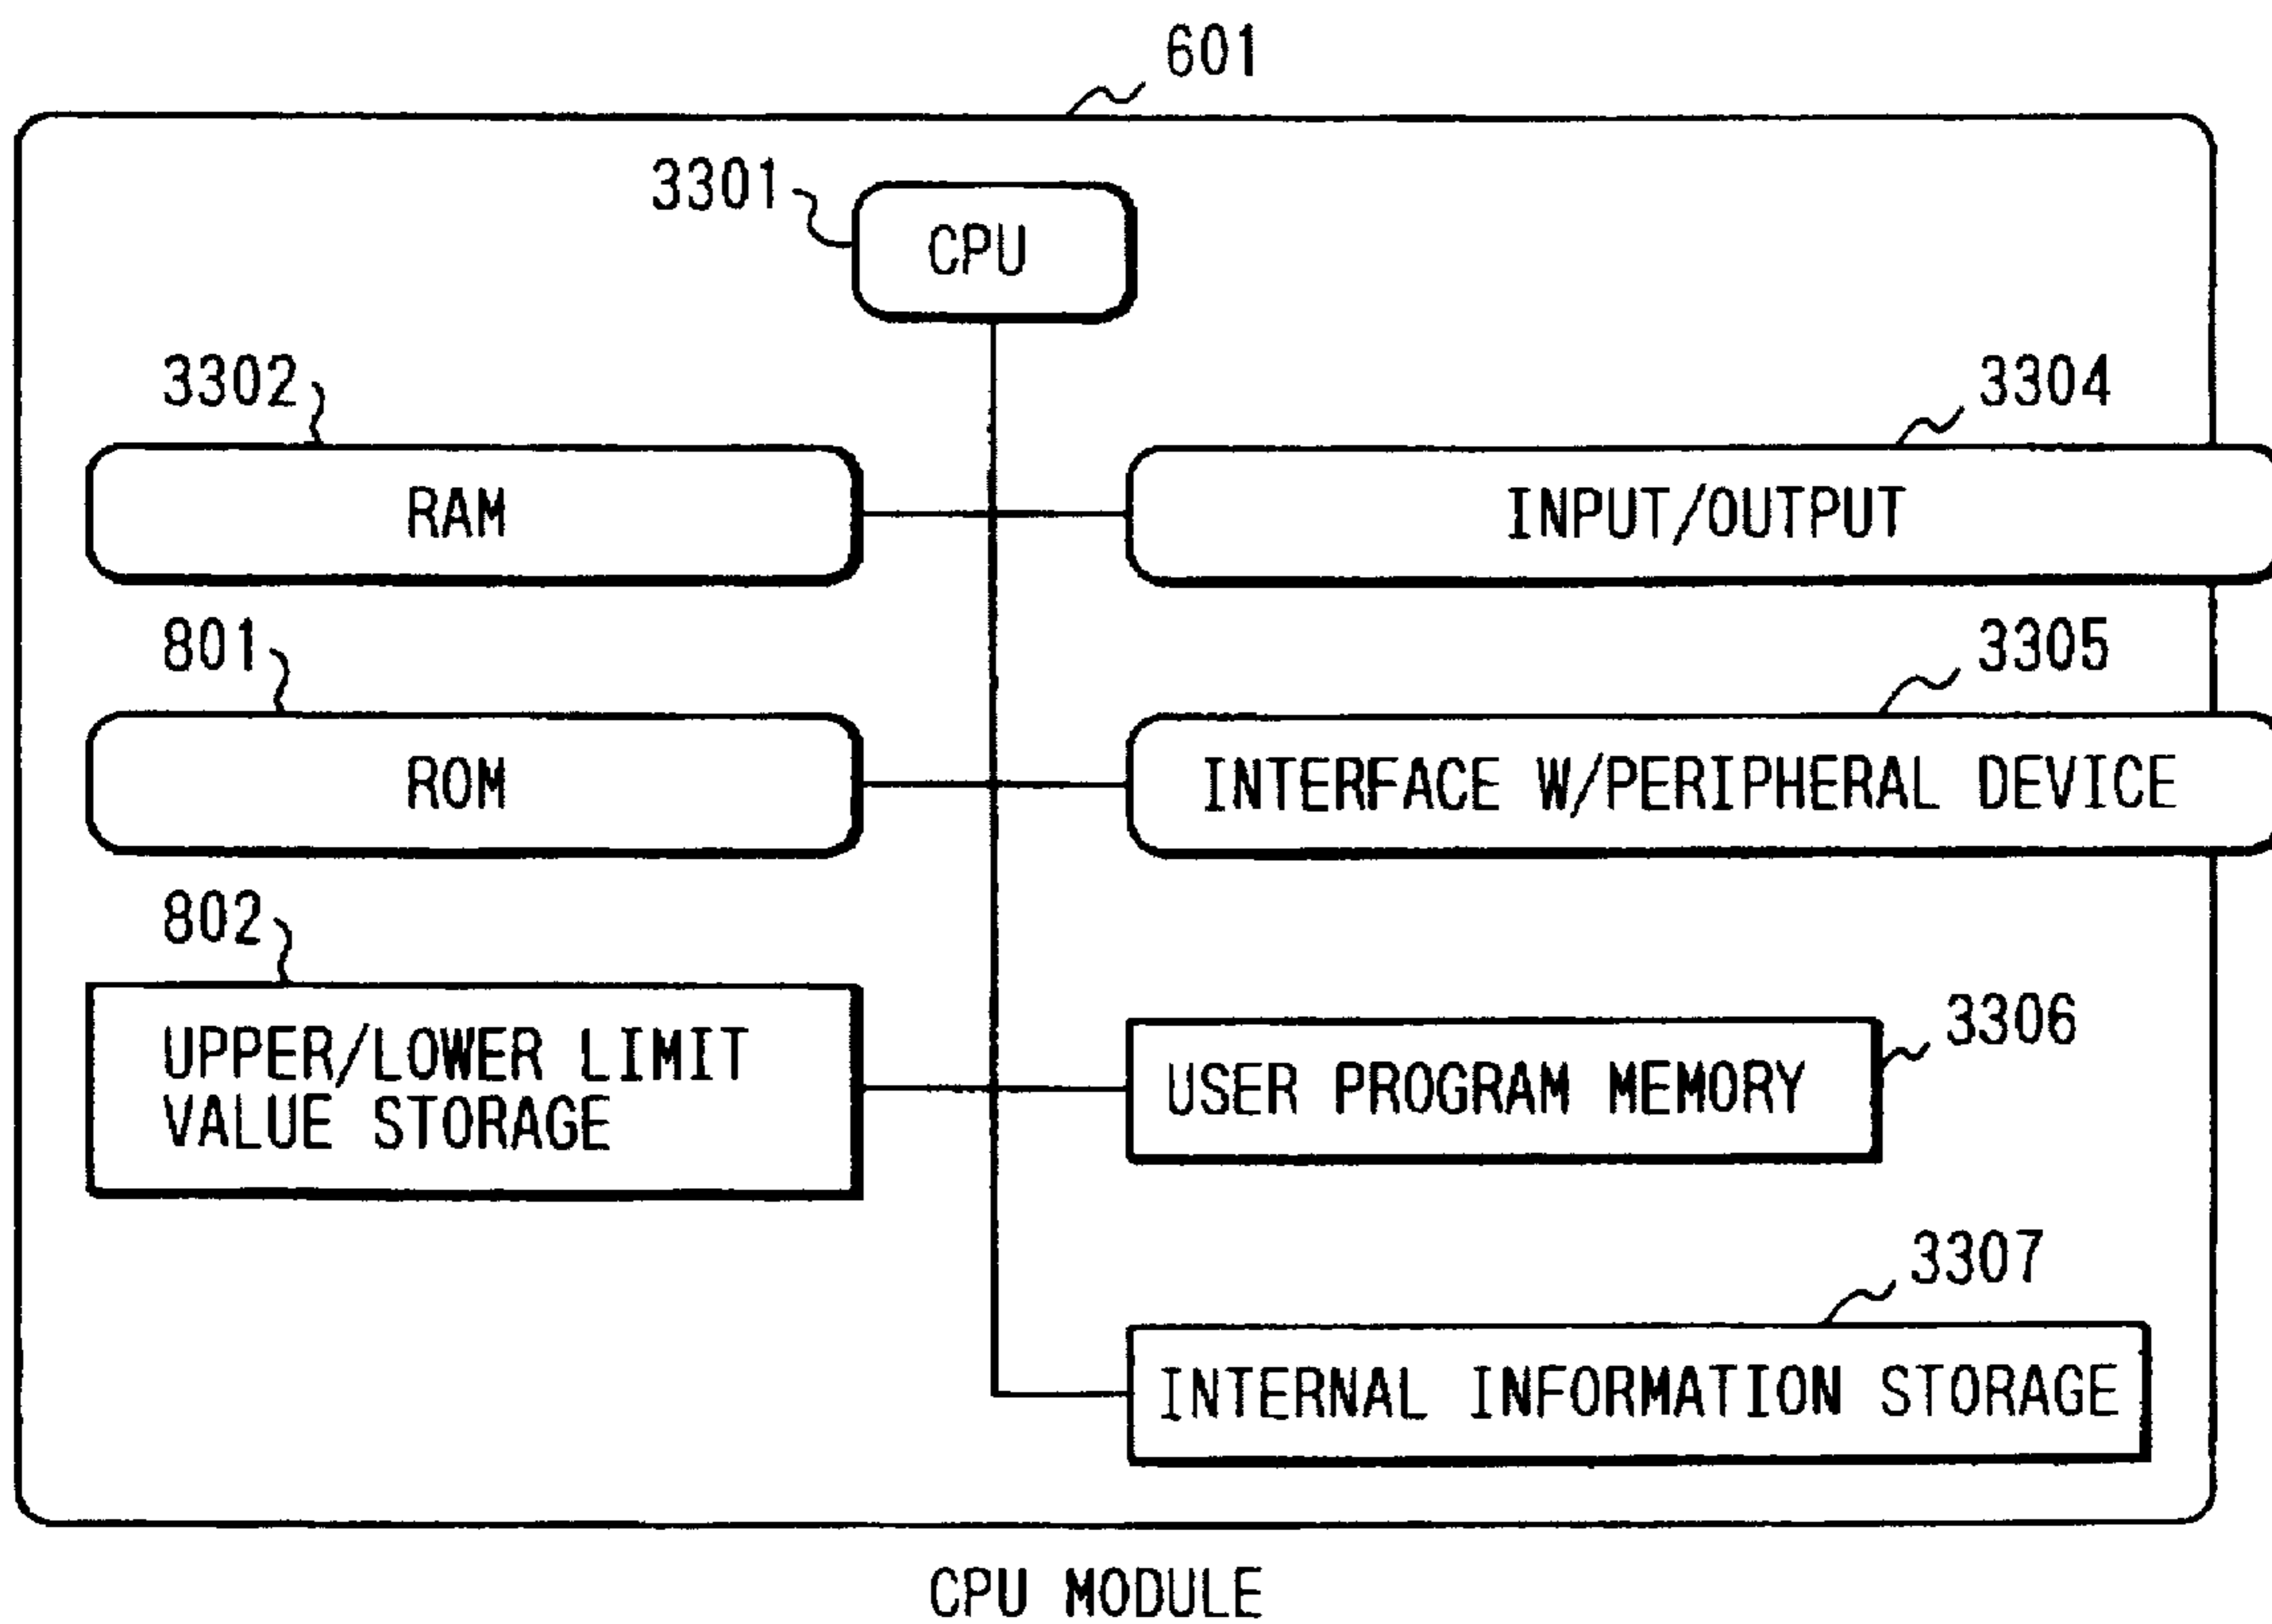 601
3301
CPU
3302
3304
RAM
INPUT/OUTPUT
801
3305
ROM
INTERFACE W/PERIPHERAL DEVICE
802
UPPER/LOWER LIMIT
VALUE STORAGE
3306
USER PROGRAM MEMORY
3307
INTERNAL INFORMATION STORAGE
CPU MODULE